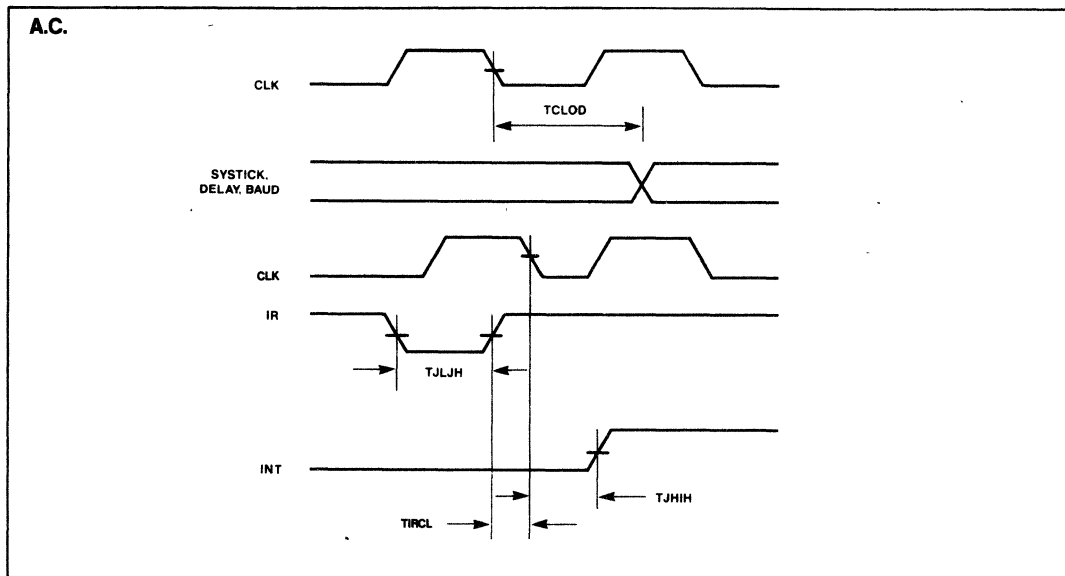 A.C.
CLK
TCLOD
SYSTICK.
DELAY, BAUD
CLK
IR
TJLJH
INT
TJHIH
TIRCL